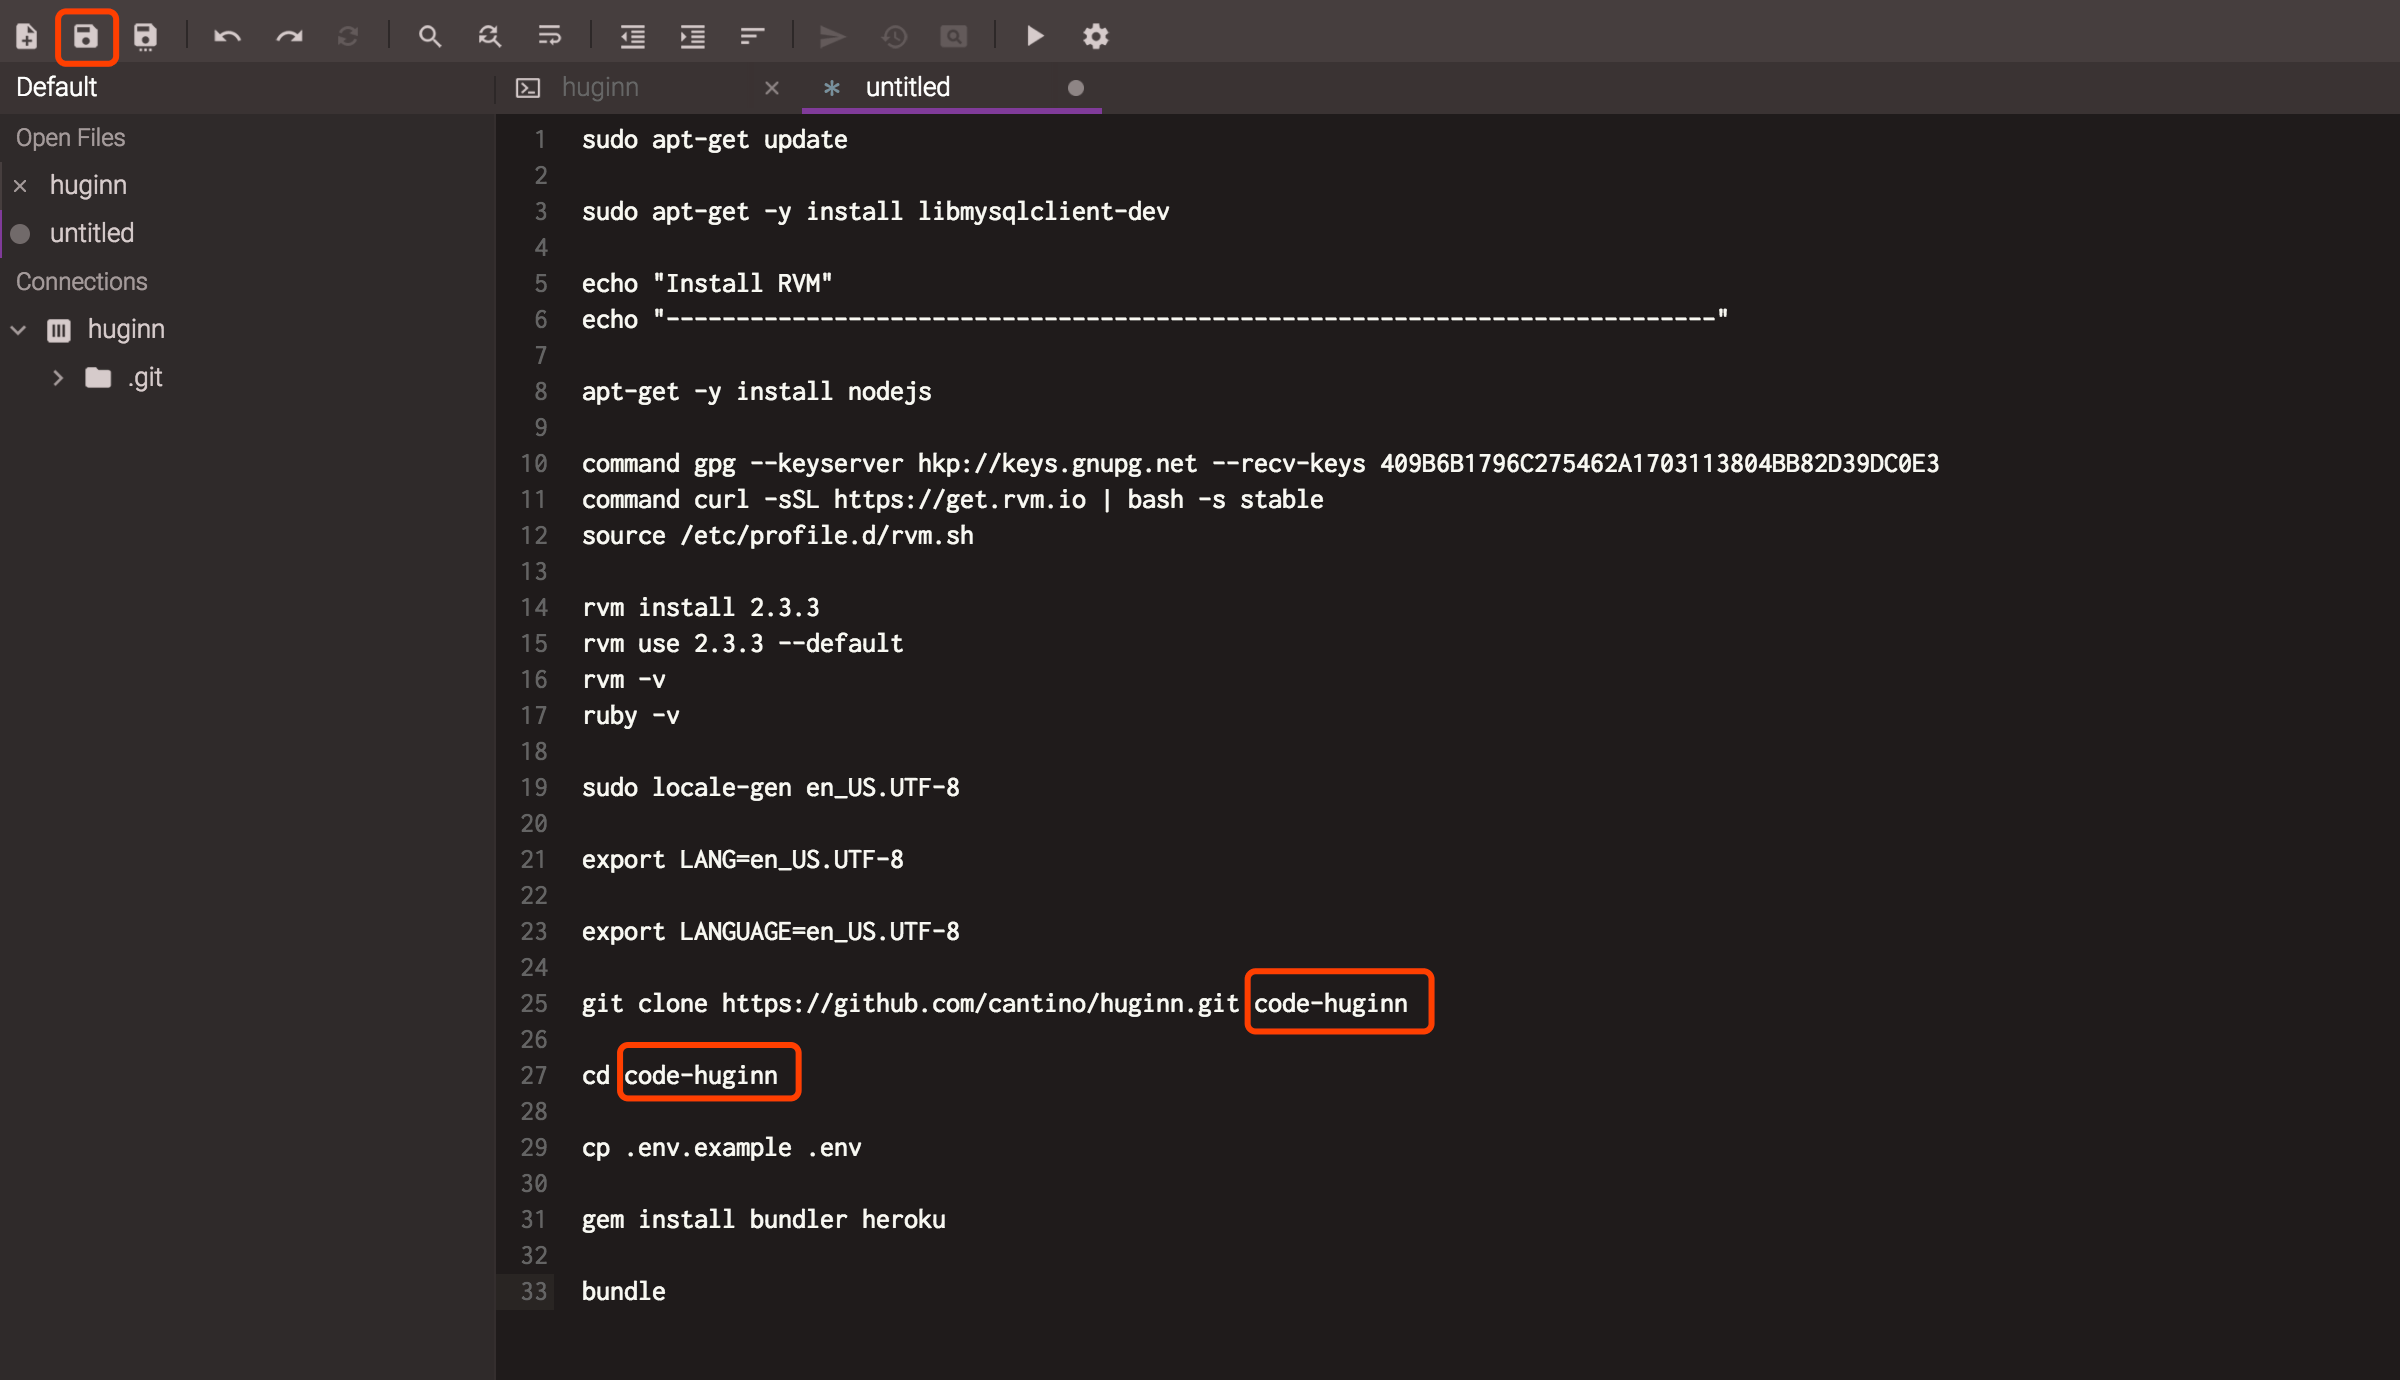 Default
huginn
untitled
Open Files
huginn
untitled
Connections
huginn
.git
1 sudo apt-get update
2
3 sudo apt-get -y install libmysqlclient-dev
4
5 echo "Install RVM"
6 echo "---------------------------------------------------------------------------"
7
8 apt-get -y install nodejs
9
10 command gpg --keyserver hkp://keys.gnupg.net --recv-keys 409B6B1796C275462A1703113804BB82D39DC0E3
11 command curl -sSL https://get.rvm.io | bash -s stable
12 source /etc/profile.d/rvm.sh
13
14 rvm install 2.3.3
15 rvm use 2.3.3 --default
16 rvm -v
17 ruby -v
18
19 sudo locale-gen en_US.UTF-8
20
21 export LANG=en_US.UTF-8
22
23 export LANGUAGE=en_US.UTF-8
24
25 git clone https://github.com/cantino/huginn.git code-huginn
26
27 cd code-huginn
28
29 cp .env.example .env
30
31 gem install bundler heroku
32
33 bundle